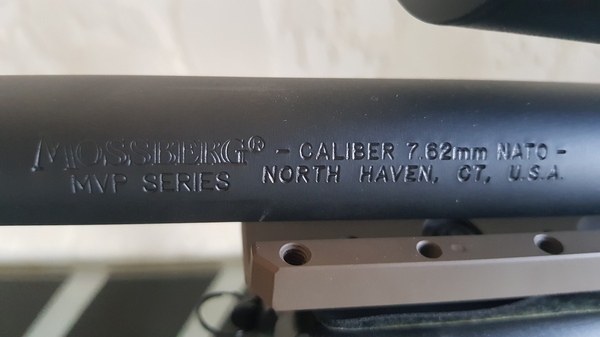 MOSSBERG® - CALIBER 7.62mm NATO -
MVP SERIES NORTH HAVEN, CT, U.S.A.